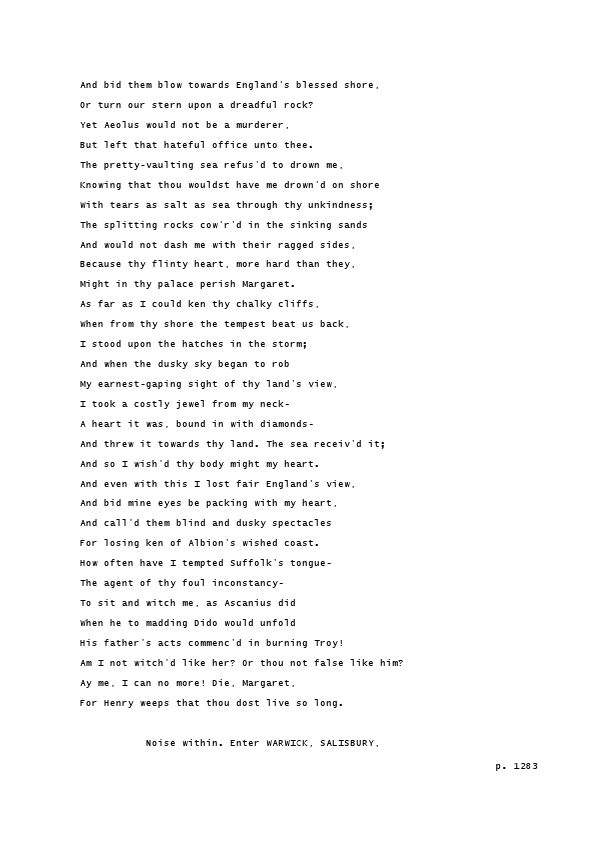 And bid them blow towards England's blessed shore,
Or turn our stern upon a dreadful rock?
Yet Aeolus would not be a murderer,
But left that hateful office unto thee.
The pretty-vaulting sea refus'd to drown me,
Knowing that thou wouldst have me drown'd on shore
With tears as salt as sea through thy unkindness;
The splitting rocks cow'r'd in the sinking sands
And would not dash me with their ragged sides,
Because thy flinty heart, more hard than they,
Might in thy palace perish Margaret.
As far as I could ken thy chalky cliffs,
When from thy shore the tempest beat us back,
I stood upon the hatches in the storm;
And when the dusky sky began to rob
My earnest-gaping sight of thy land's view,
I took a costly jewel from my neck-
A heart it was, bound in with diamonds-
And threw it towards thy land. The sea receiv'd it;
And so I wish'd thy body might my heart.
And even with this I lost fair England's view,
And bid mine eyes be packing with my heart,
And call'd them blind and dusky spectacles
For losing ken of Albion's wished coast.
How often have I tempted Suffolk's tongue-
The agent of thy foul inconstancy-
To sit and witch me, as Ascanius did
When he to madding Dido would unfold
His father's acts commenc'd in burning Troy!
Am I not witch'd like her? Or thou not false like him?
Ay me, I can no more! Die, Margaret,
For Henry weeps that thou dost live so long.
Noise within. Enter WARWICK, SALISBURY,
p. 1283